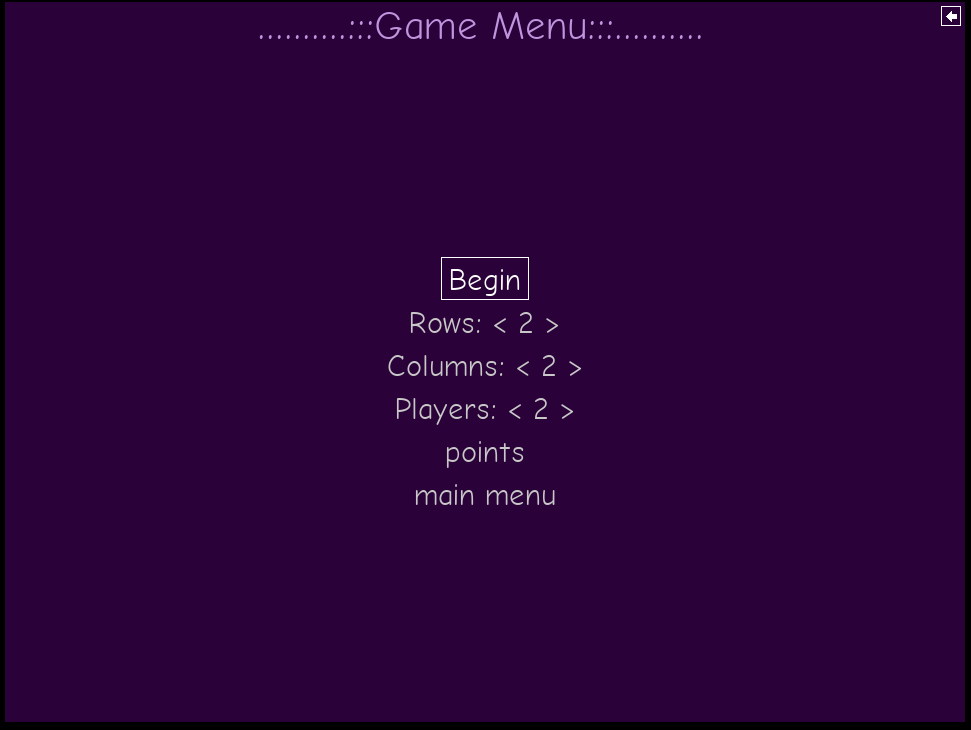 ............:::Game Menu:::..........
Begin
Rows: < 2 >
Columns: < 2 >
Players: < 2 >
points
main menu